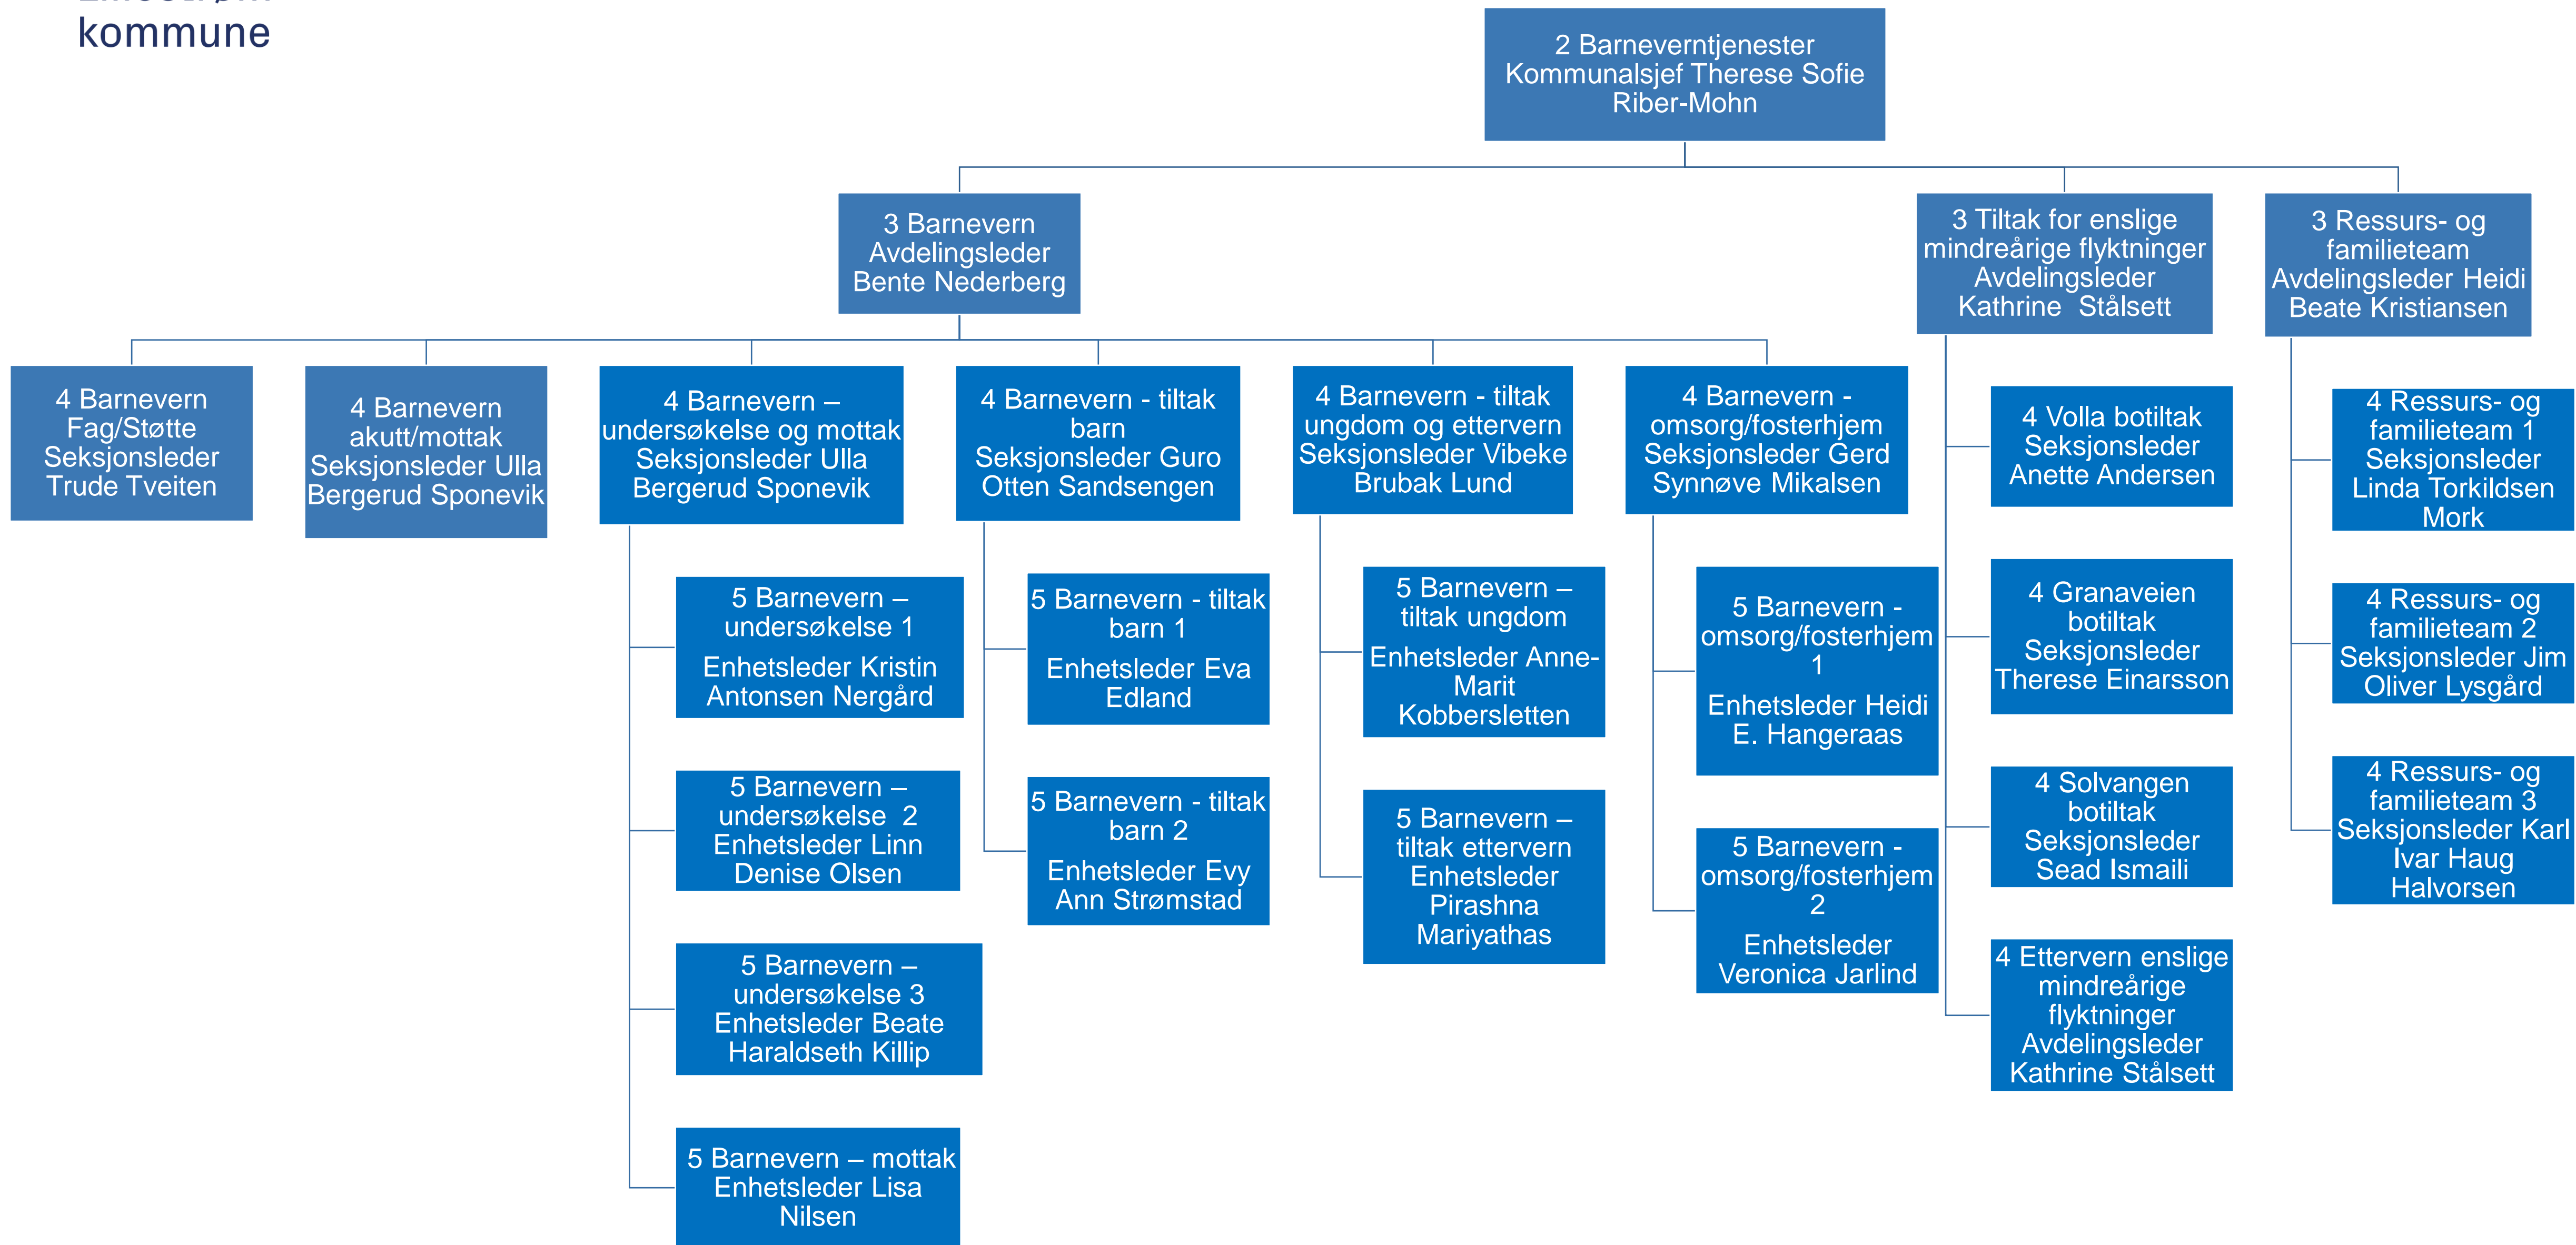 kommune
2 Barneverntjenester
Kommunalsjef Therese Sofie
Riber-Mohn
3 Barnevern
Avdelingsleder
Bente Nederberg
3 Tiltak for enslige
mindreårige flyktninger
Avdelingsleder
Kathrine  Stålsett
3 Ressurs- og
familieteam
Avdelingsleder Heidi
Beate Kristiansen
4 Barnevern
Fag/Støtte
Seksjonsleder
Trude Tveiten
4 Barnevern
akutt/mottak
Seksjonsleder Ulla
Bergerud Sponevik
4 Barnevern –
undersøkelse og mottak
Seksjonsleder Ulla
Bergerud Sponevik
5 Barnevern –
undersøkelse 1
Enhetsleder Kristin
Antonsen Nergård
5 Barnevern –
undersøkelse  2
Enhetsleder Linn
Denise Olsen
5 Barnevern –
undersøkelse 3
Enhetsleder Beate
Haraldseth Killip
5 Barnevern – mottak
Enhetsleder Lisa
Nilsen
4 Barnevern - tiltak
barn
Seksjonsleder Guro
Otten Sandsengen
5 Barnevern - tiltak
barn 1
Enhetsleder Eva
Edland
5 Barnevern - tiltak
barn 2
Enhetsleder Evy
Ann Strømstad
4 Barnevern - tiltak
ungdom og ettervern
Seksjonsleder Vibeke
Brubak Lund
5 Barnevern –
tiltak ungdom
Enhetsleder Anne-
Marit
Kobbersletten
5 Barnevern –
tiltak ettervern
Enhetsleder
Pirashna
Mariyathas
4 Barnevern -
omsorg/fosterhjem
Seksjonsleder Gerd
Synnøve Mikalsen
5 Barnevern -
omsorg/fosterhjem
1
Enhetsleder Heidi
E. Hangeraas
5 Barnevern -
omsorg/fosterhjem
2
Enhetsleder
Veronica Jarlind
4 Volla botiltak
Seksjonsleder
Anette Andersen
4 Granaveien
botiltak
Seksjonsleder
Therese Einarsson
4 Solvangen
botiltak
Seksjonsleder
Sead Ismaili
4 Ettervern enslige
mindreårige
flyktninger
Avdelingsleder
Kathrine Stålsett
4 Ressurs- og
familieteam 1
Seksjonsleder
Linda Torkildsen
Mork
4 Ressurs- og
familieteam 2
Seksjonsleder Jim
Oliver Lysgård
4 Ressurs- og
familieteam 3
Seksjonsleder Karl
Ivar Haug
Halvorsen